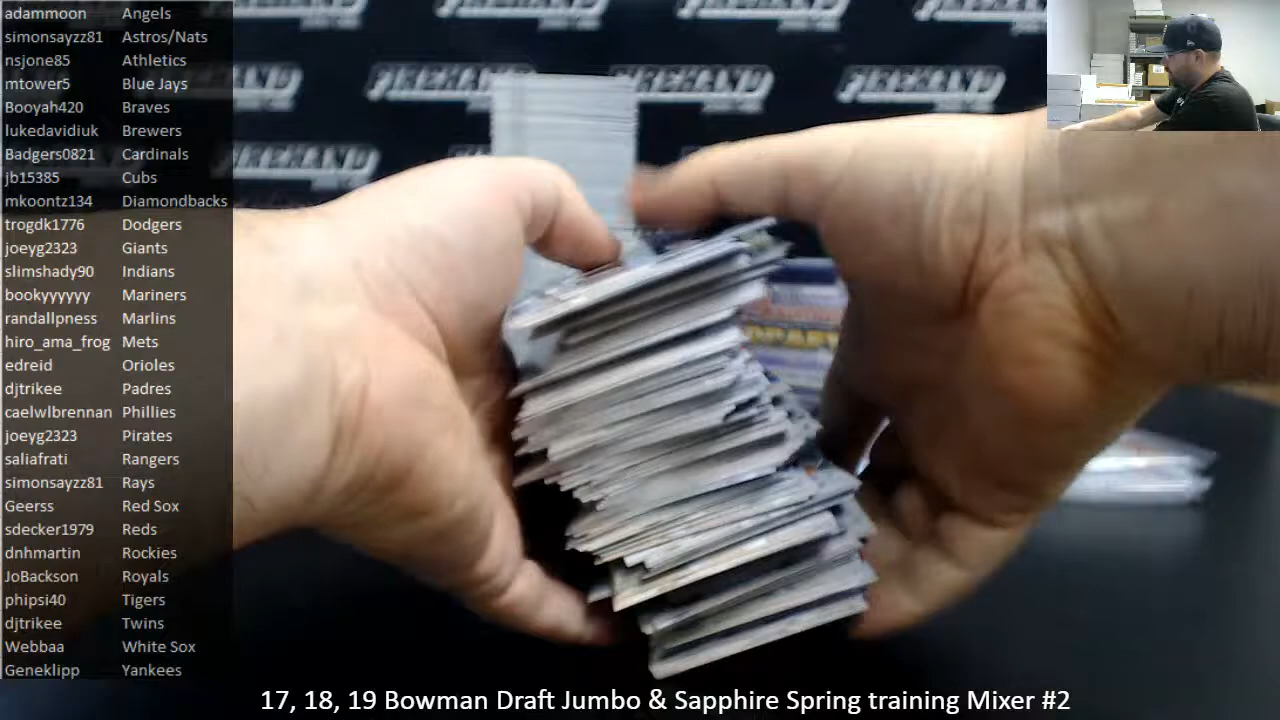 adammoon Angels
simonsayzz81 Astros/Nats
nsjone85 Athletics
mtower5 Blue Jays
Booyah420 Braves
lukedavidiuk Brewers
Badgers0821 Cardinals
jb15385 Cubs
mkoontz134 Diamondbacks
trogdk1776 Dodgers
joeyg2323 Giants
slimshady90 Indians
bookyyyyyy Mariners
randallpness Marlins
hiro_ama_frog Mets
edreid Orioles
djtrikee Padres
caelwlbrennan Phillies
joeyg2323 Pirates
saliafrati Rangers
simonsayzz81 Rays
Geerss Red Sox
sdecker1979 Reds
dnhmartin Rockies
JoBackson Royals
phipsi40 Tigers
djtrikee Twins
Webbaa White Sox
Geneklipp Yankees
FIREHAND
FIREHAND
FIREHAND
DRAFT
17, 18, 19 Bowman Draft Jumbo & Sapphire Spring training Mixer #2